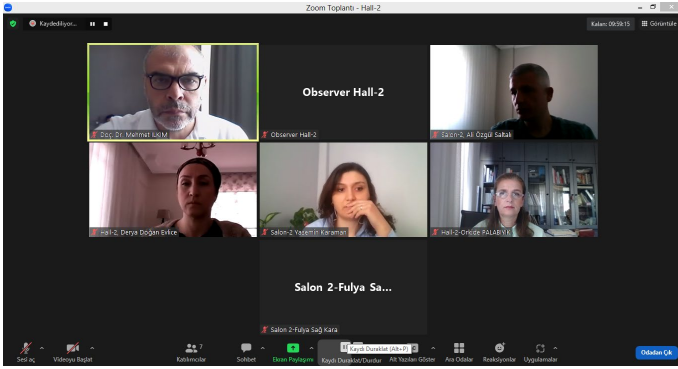 Zoom Toplantı - Hall-2
Kaydediliyor...
Kalan: 09:59:15
Görüntüle
Doç. Dr. Mehmet İLKIM
Observer Hall-2
Observer Hall-2
Salon-2, Ali Özgül Saltalı
Hall-2, Derya Doğan Evlice
Salon-2 Yasemin Karaman
Hall-2-Orkide PALABIYIK
Salon 2-Fulya Sa...
Salon 2-Fulya Sağ Kara
7
Kaydı Duraklat (Alt+P)
Sesi aç
Videoyu Başlat
Katılımcılar
Sohbet
Ekran Paylaşımı
Kaydı Duraklat/Durdur
Alt Yazıları Göster
Ara Odalar
Reaksiyonlar
Uygulamalar
Odadan Çık